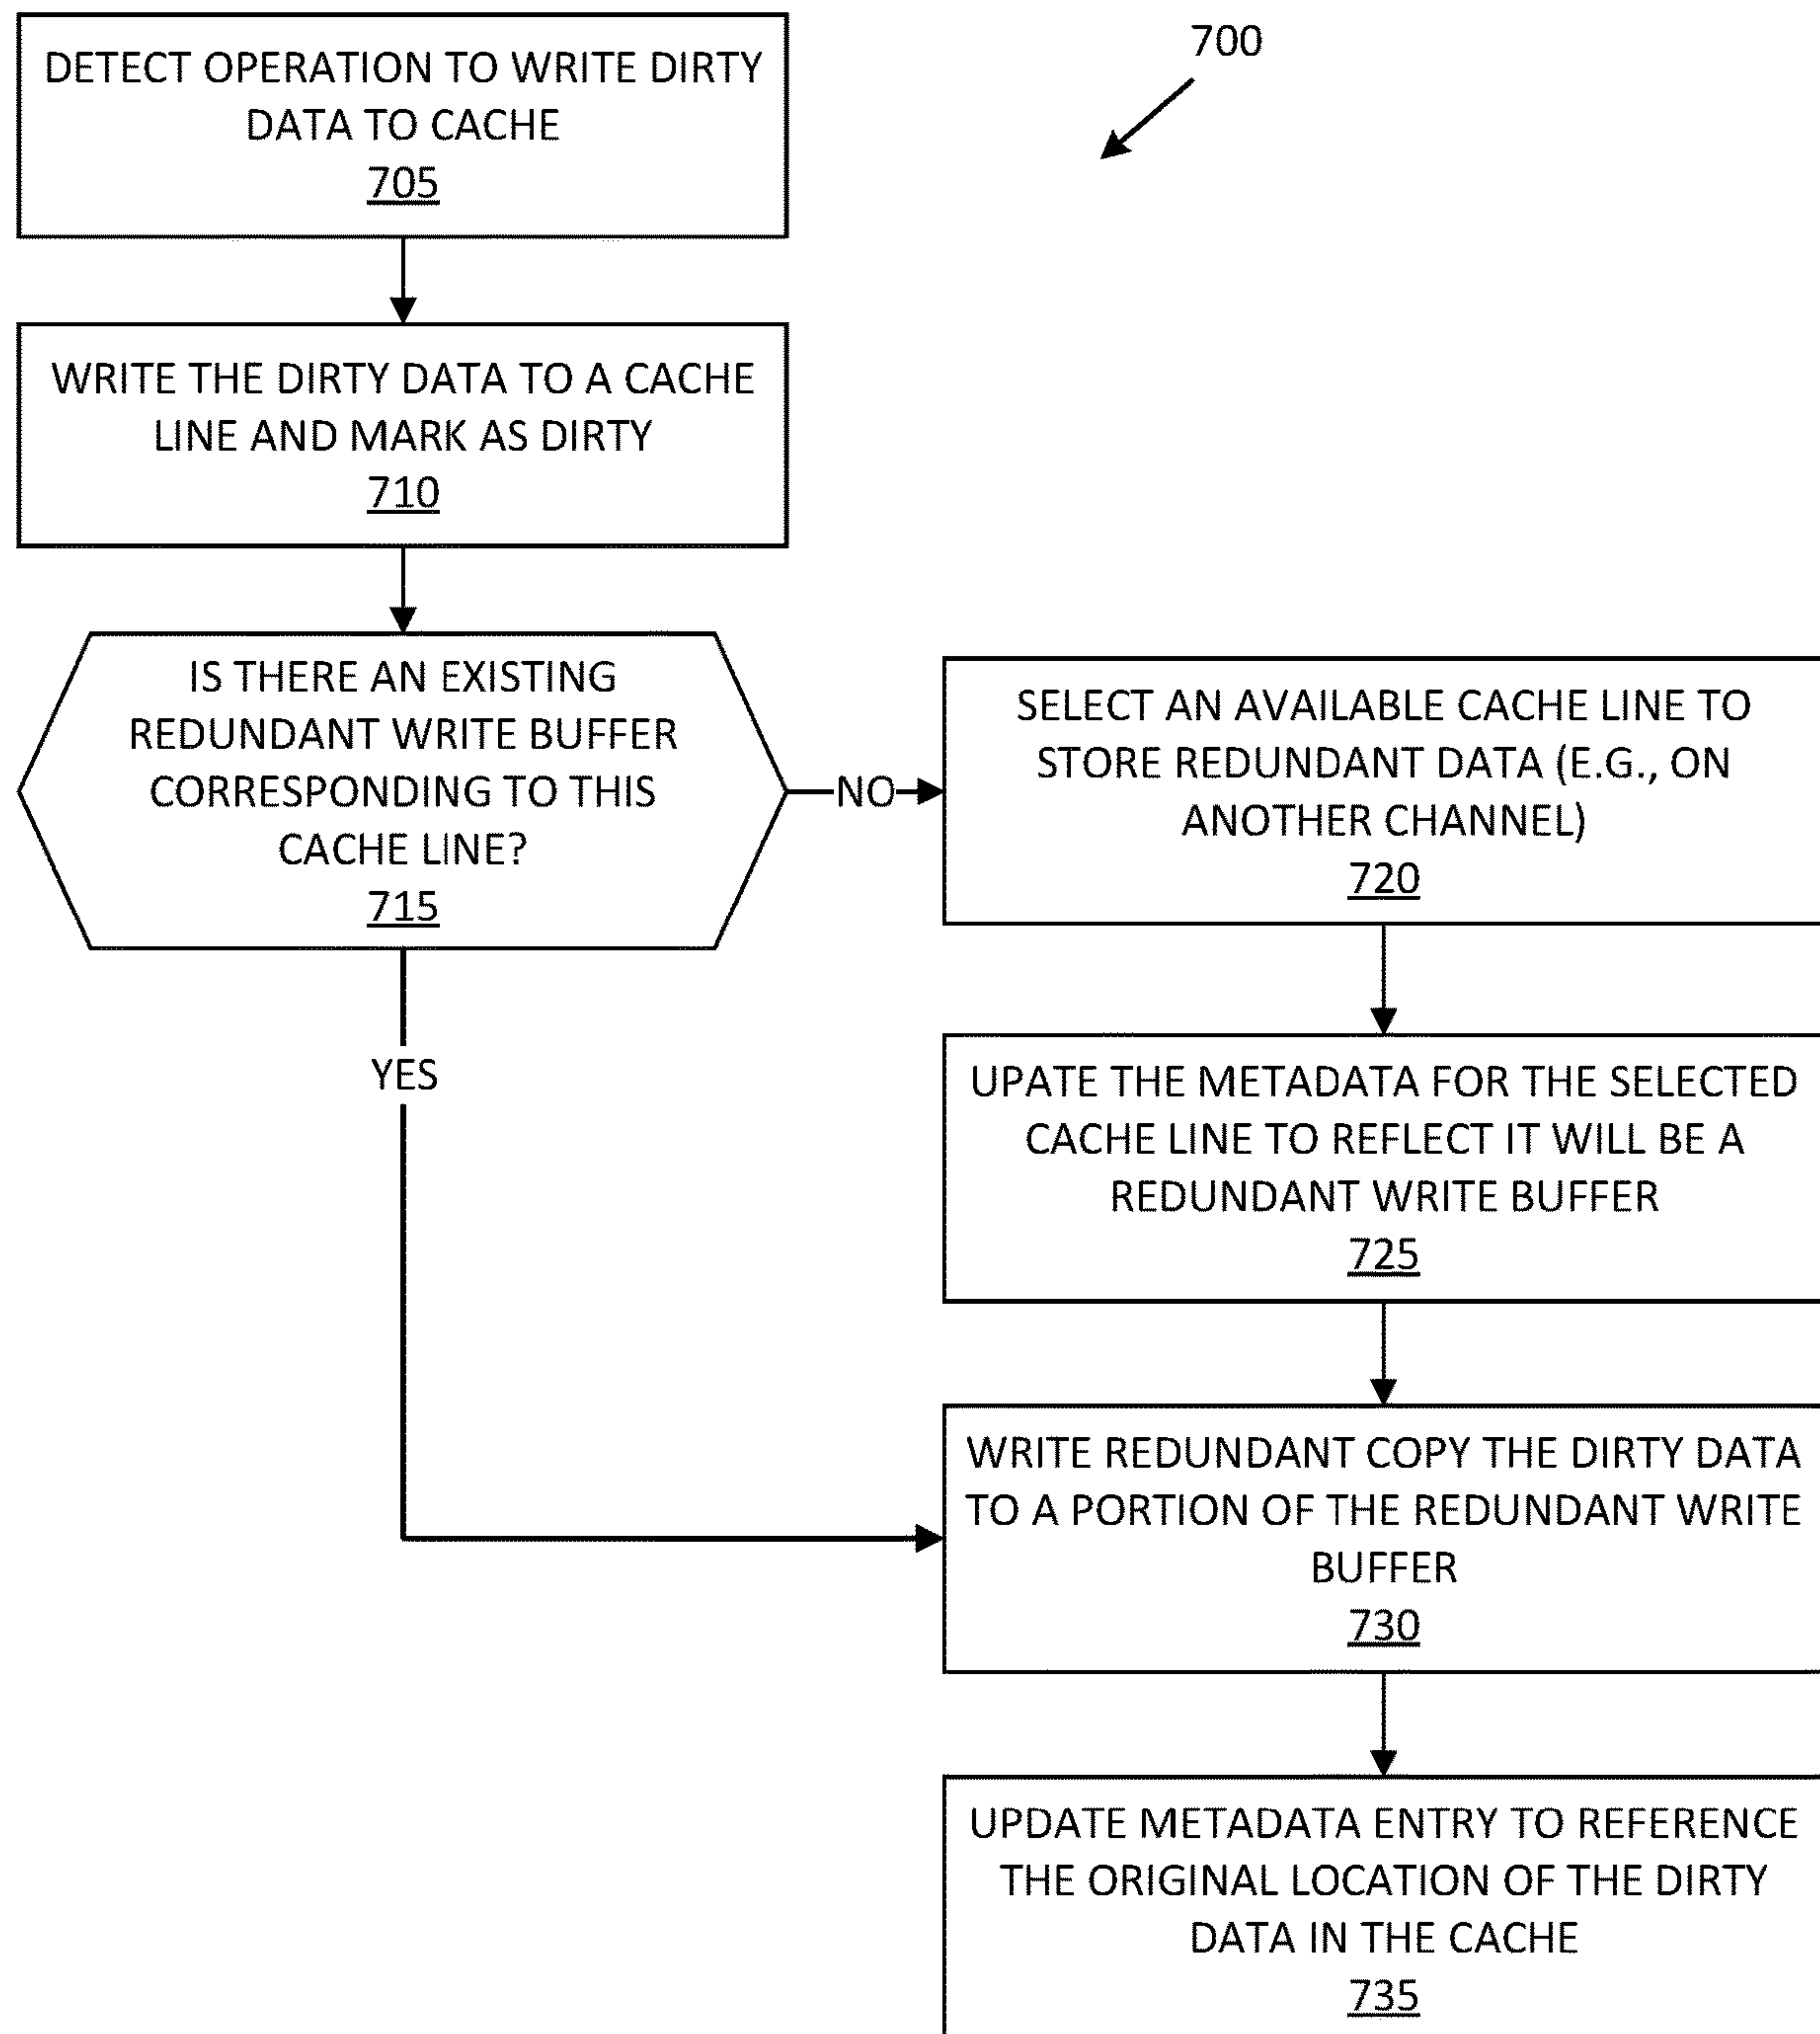 700
DETECT OPERATION TO WRITE DIRTY
DATA TO CACHE
705
WRITE THE DIRTY DATA TO A CACHE
LINE AND MARK AS DIRTY
710
IS THERE AN EXISTING
REDUNDANT WRITE BUFFER
CORRESPONDING TO THIS
CACHE LINE?
715
NO
YES
SELECT AN AVAILABLE CACHE LINE TO
STORE REDUNDANT DATA (E.G., ON
ANOTHER CHANNEL)
720
UPATE THE METADATA FOR THE SELECTED
CACHE LINE TO REFLECT IT WILL BE A
REDUNDANT WRITE BUFFER
725
WRITE REDUNDANT COPY THE DIRTY DATA
TO A PORTION OF THE REDUNDANT WRITE
BUFFER
730
UPDATE METADATA ENTRY TO REFERENCE
THE ORIGINAL LOCATION OF THE DIRTY
DATA IN THE CACHE
735